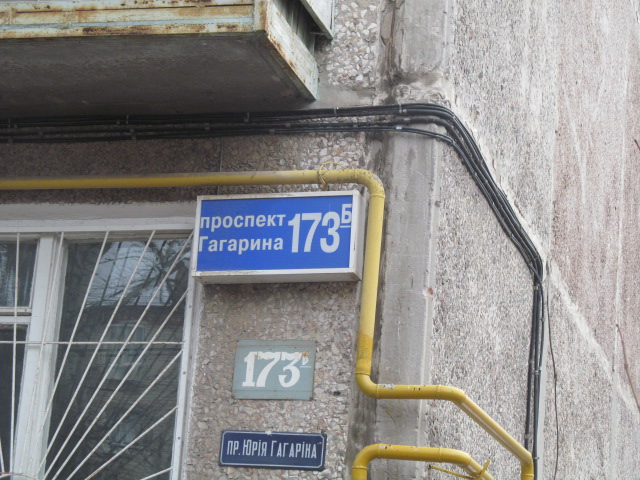 проспект
Гагарина 173Б
173Б
ПР. ЮРІЯ ГАГАРІНА